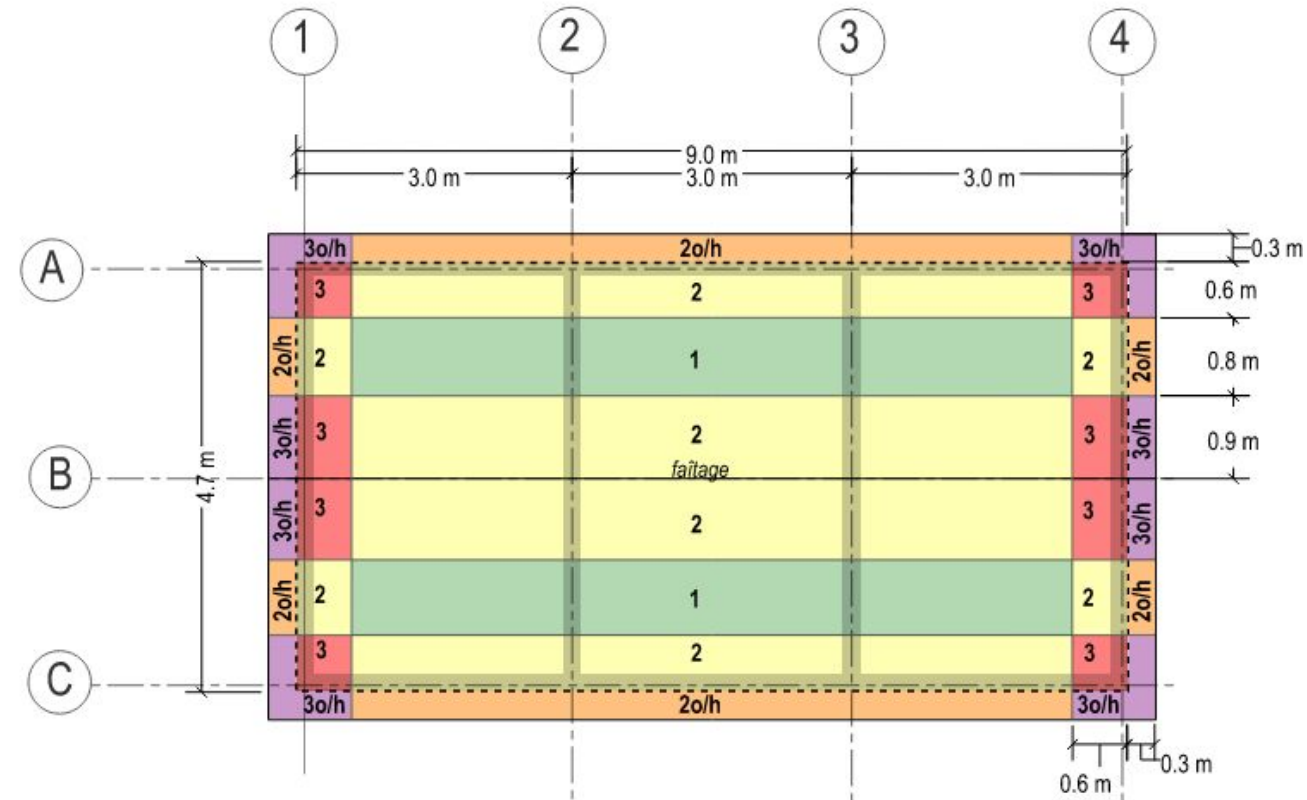 1 2 3 4
9.0 m
3.0 m 3.0 m 3.0 m
3o/h 2o/h 3o/h 0.3 m
A
3 2 3 0.6 m
2o/h 2 1 2 2o/h 0.8 m
3o/h 3 2 3 3o/h 0.9 m
faîtage
B
4.7 m
3o/h 3 2 3 3o/h
2o/h 2 1 2 2o/h
3 2 3
C
3o/h 2o/h 3o/h
0.3 m
0.6 m